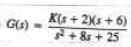 G(s) = K(s + 2)(s + 6) / s² + 8s + 25